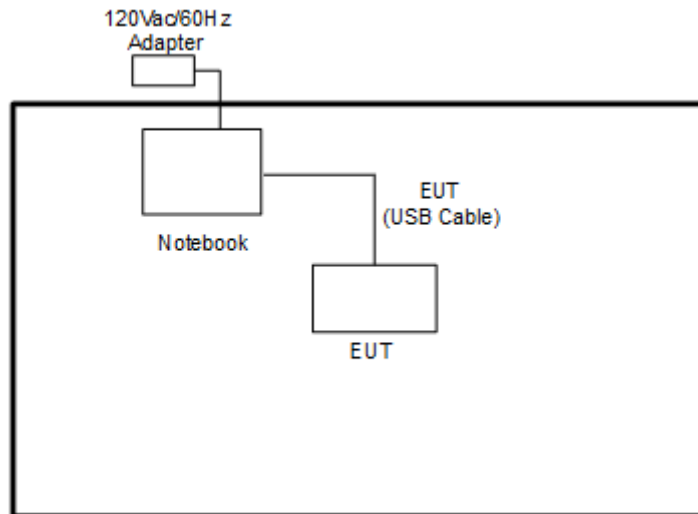 120Vac/60Hz
Adapter
Notebook
EUT
(USB Cable)
EUT